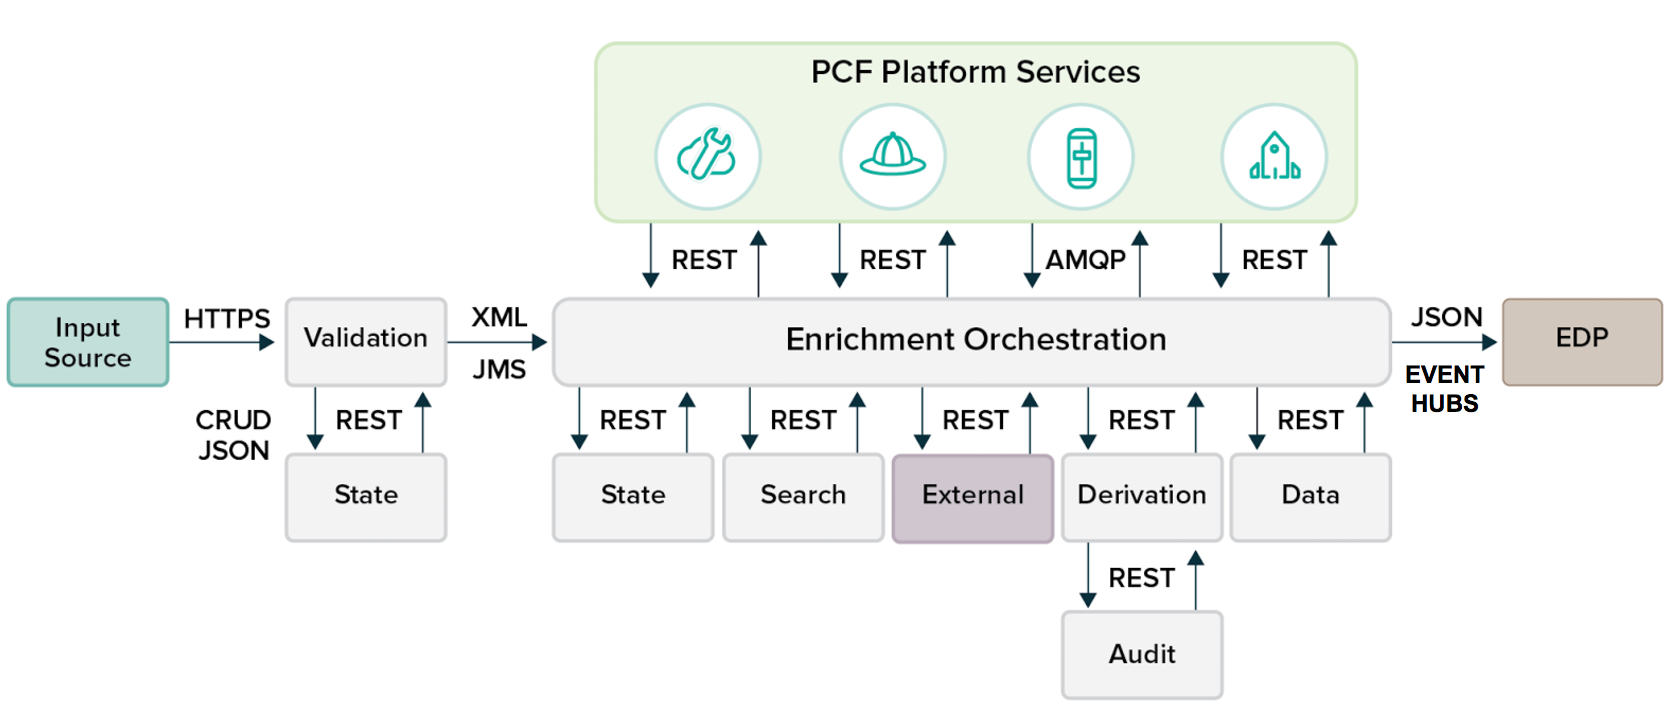 PCF Platform Services
REST
REST
AMQP
REST
Input
Source
HTTPS
Validation
XML
JMS
Enrichment Orchestration
JSON
EVENT
HUBS
EDP
CRUD
JSON
REST
REST
REST
REST
REST
REST
State
State
Search
External
Derivation
Data
REST
Audit